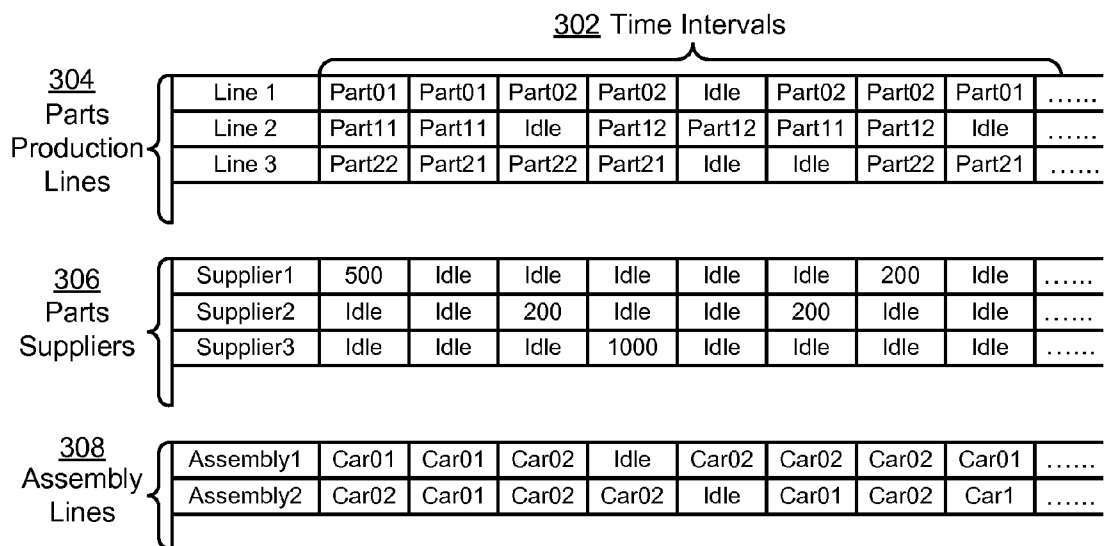 302 Time Intervals
304
Parts
Production
Lines
Line 1 Part01 Part01 Part02 Part02 Idle Part02 Part02 Part01 ......
Line 2 Part11 Part11 Idle Part12 Part12 Part11 Part12 Idle ......
Line 3 Part22 Part21 Part22 Part21 Idle Idle Part22 Part21 ......
306
Parts
Suppliers
Supplier1 500 Idle Idle Idle Idle Idle 200 Idle ......
Supplier2 Idle Idle 200 Idle Idle 200 Idle Idle ......
Supplier3 Idle Idle Idle 1000 Idle Idle Idle Idle ......
308
Assembly
Lines
Assembly1 Car01 Car01 Car02 Idle Car02 Car02 Car02 Car01 ......
Assembly2 Car02 Car01 Car02 Car02 Idle Car01 Car02 Car1 ......